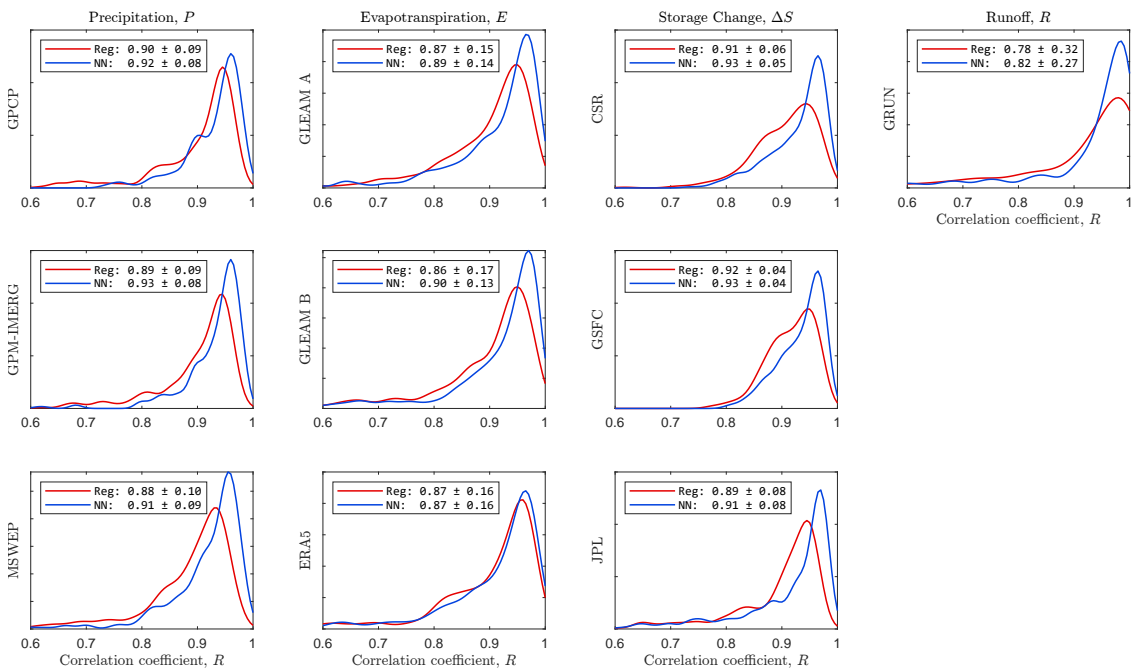 Precipitation, P
Evapotranspiration, E
Storage Change, ΔS
Runoff, R
GPCP
Reg: 0.90 ± 0.09
NN: 0.92 ± 0.08
0.6 0.7 0.8 0.9 1
GLEAM A
Reg: 0.87 ± 0.15
NN: 0.89 ± 0.14
0.6 0.7 0.8 0.9 1
CSR
Reg: 0.91 ± 0.06
NN: 0.93 ± 0.05
0.6 0.7 0.8 0.9 1
GRUN
Reg: 0.78 ± 0.32
NN: 0.82 ± 0.27
0.6 0.7 0.8 0.9 1
Correlation coefficient, R
GPM-IMERG
Reg: 0.89 ± 0.09
NN: 0.93 ± 0.08
0.6 0.7 0.8 0.9 1
GLEAM B
Reg: 0.86 ± 0.17
NN: 0.90 ± 0.13
0.6 0.7 0.8 0.9 1
GSFC
Reg: 0.92 ± 0.04
NN: 0.93 ± 0.04
0.6 0.7 0.8 0.9 1
MSWEP
Reg: 0.88 ± 0.10
NN: 0.91 ± 0.09
0.6 0.7 0.8 0.9 1
Correlation coefficient, R
ERA5
Reg: 0.87 ± 0.16
NN: 0.87 ± 0.16
0.6 0.7 0.8 0.9 1
Correlation coefficient, R
JPL
Reg: 0.89 ± 0.08
NN: 0.91 ± 0.08
0.6 0.7 0.8 0.9 1
Correlation coefficient, R